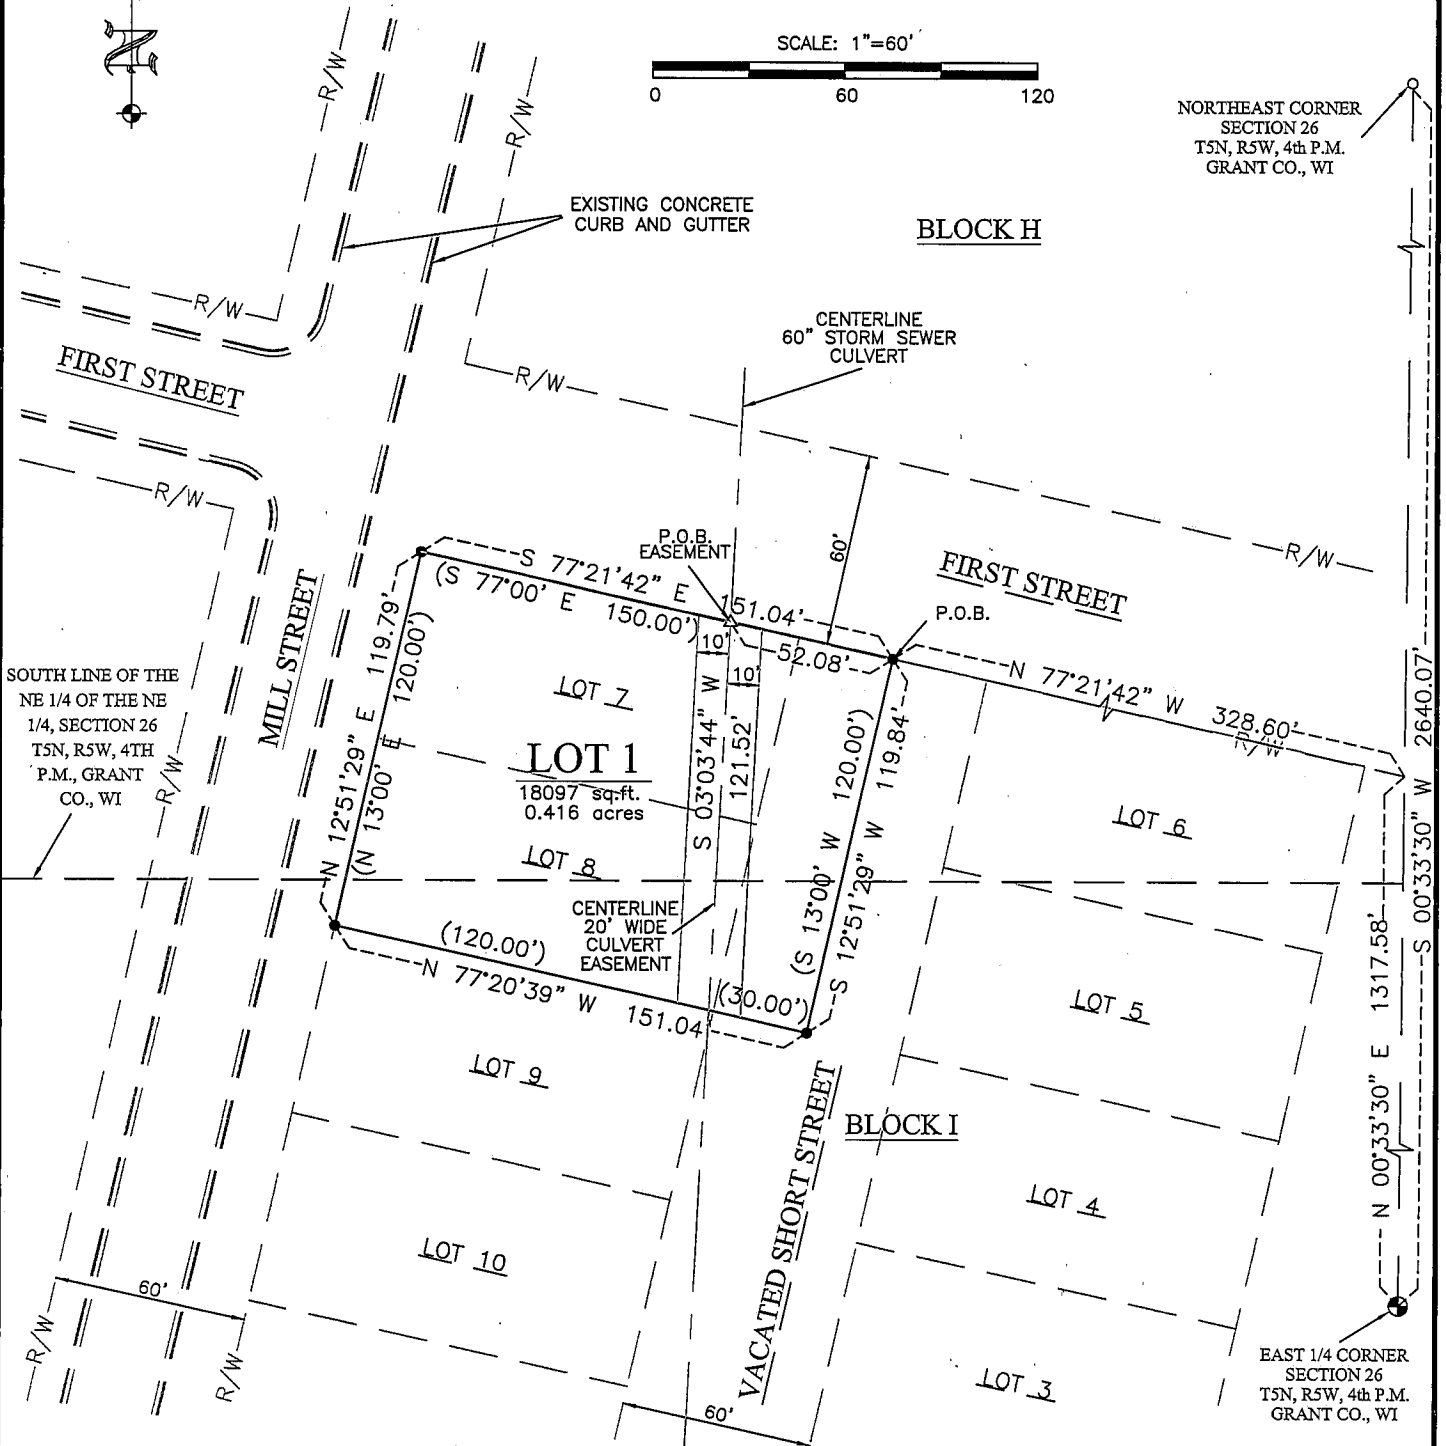 N
SCALE: 1"=60'
0 60 120
NORTHEAST CORNER
SECTION 26
T5N, R5W, 4th P.M.
GRANT CO., WI
R/W
R/W
EXISTING CONCRETE
CURB AND GUTTER
BLOCK H
R/W
CENTERLINE
60" STORM SEWER
CULVERT
FIRST STREET
R/W
R/W
P.O.B.
EASEMENT
60'
R/W
FIRST STREET
P.O.B.
S 77°21'42" E 151.04'
(S 77°00' E 150.00')
52.08'
10'
10'
N 77°21'42" W 328.60'
R/W
MILL STREET
N 12°51'29" E 119.79'
(N 13°00' E 120.00')
SOUTH LINE OF THE
NE 1/4 OF THE NE
1/4, SECTION 26
T5N, R5W, 4TH
P.M., GRANT
CO., WI
R/W
LOT 7
LOT 1
18097 sq.ft.
0.416 acres
LOT 8
S 03°03'44" W
121.52'
(S 13°00' W 120.00')
S 12°51'29" W 119.84'
LOT 6
S 00°33'30" W 2640.07'
N 00°33'30" E 1317.58'
CENTERLINE
20' WIDE
CULVERT
EASEMENT
(120.00')
N 77°20'39" W 151.04
(30.00')
LOT 5
LOT 9
BLOCK I
VACATED SHORT STREET
LOT 4
LOT 10
60'
R/W
R/W
60'
LOT 3
EAST 1/4 CORNER
SECTION 26
T5N, R5W, 4th P.M.
GRANT CO., WI